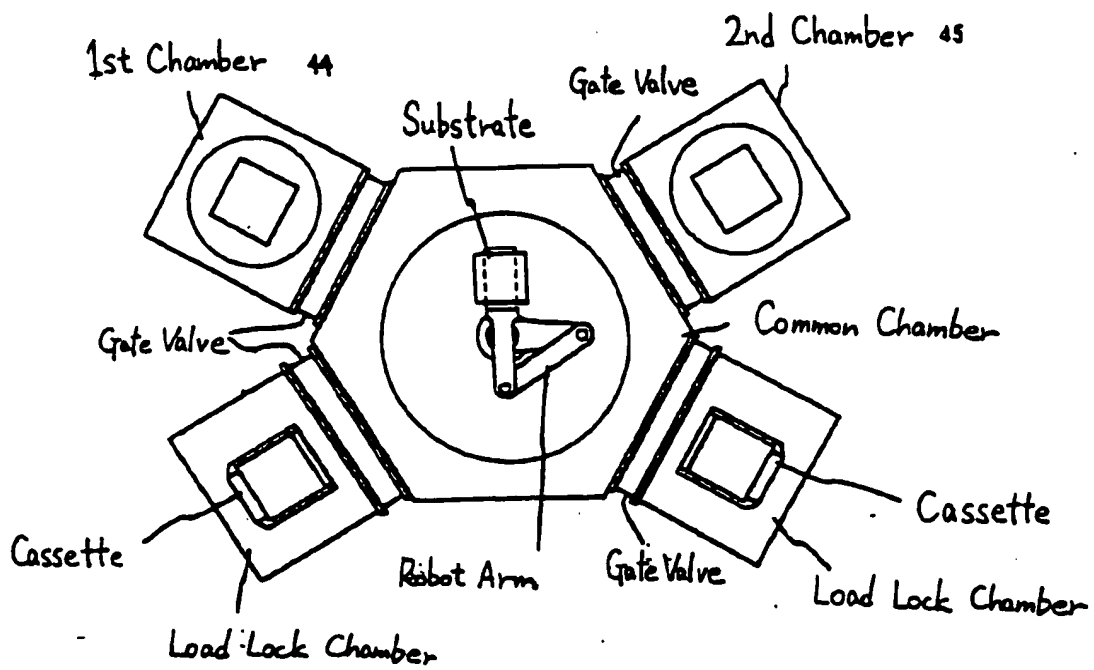 1st Chamber 44
2nd Chamber 45
Gate Valve
Substrate
Gate Valve
Common Chamber
Cassette
Robot Arm
Gate Valve
Cassette
Load Lock Chamber
Load Lock Chamber